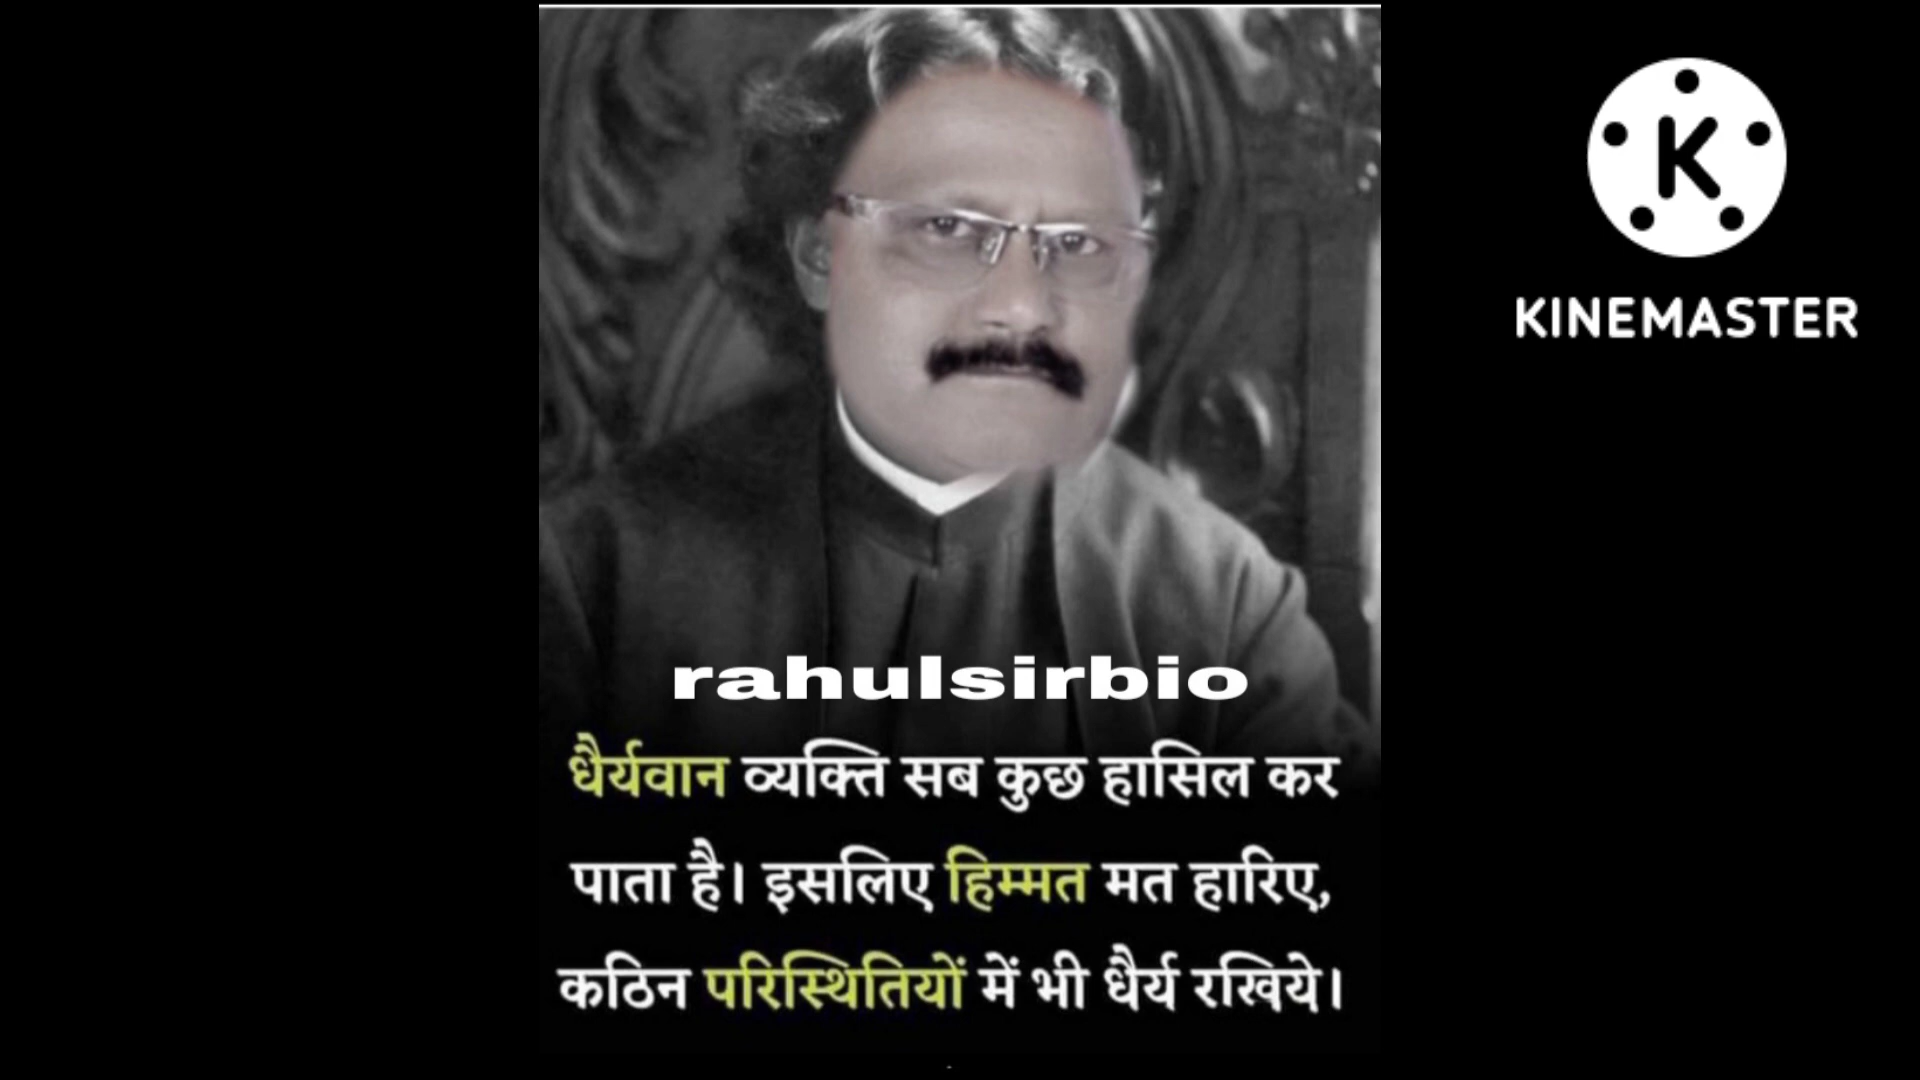 KINEMASTER
rahulsirbio
धैर्यवान व्यक्ति सब कुछ हासिल कर
पाता है। इसलिए हिम्मत मत हारिए,
कठिन परिस्थितियों में भी धैर्य रखिये।